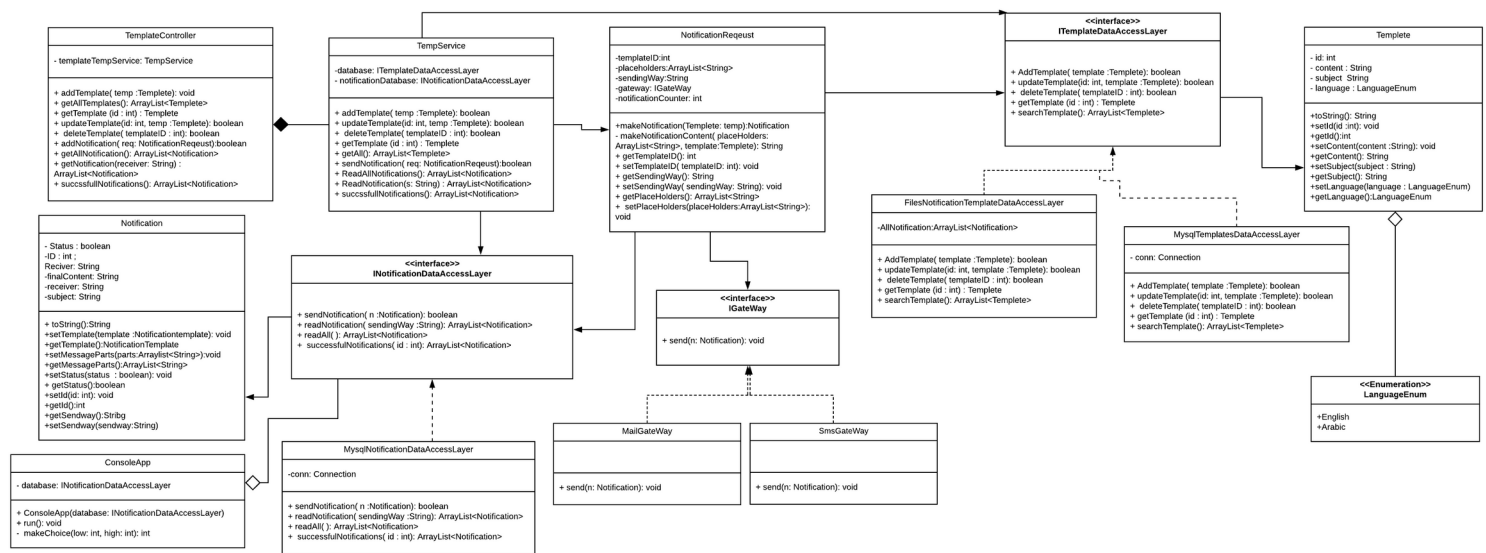 TemplateController
- templateTempService: TempService
+ addTemplate( temp :Templete): void
+ getAllTemplates(): ArrayList<Templete>
+ getTemplate (id : int) : Templete
+ updateTemplate(id: int, temp :Templete): boolean
+ deleteTemplate( templateID : int): boolean
+ addNotification( req: NotificationReqeust):boolean
+ getAllNotification(): ArrayList<Notification>
+ getNotification(receiver: String) :
ArrayList<Notification>
+ succssfullNotifications(): ArrayList<Notification>
TempService
-database: ITemplateDataAccessLayer
- notificationDatabase: INotificationDataAccessLayer
+ addTemplate( temp :Templete): boolean
+ updateTemplate(id: int, temp :Templete): boolean
+ deleteTemplate( templateID : int): boolean
+ getTemplate (id : int) : Templete
+ getAll(): ArrayList<Templete>
+ sendNotification( req: NotificationReqeust):boolean
+ ReadAllNotifications(): ArrayList<Notification>
+ ReadNotification(s: String) : ArrayList<Notification>
+ succssfullNotifications(): ArrayList<Notification>
NotificationReqeust
-templateID:int
-placeholders:ArrayList<String>
-sendingWay:String
-gateway: IGateWay
-notificationCounter: int
+makeNotification(Templete: temp):Notification
- makeNotificationContent( placeHolders:
ArrayList<String>, template:Templete): String
+ getTemplateID(): int
+ setTemplateID( templateID: int): void
+ getSendingWay(): String
+ setSendingWay( sendingWay: String): void
+ getPlaceHolders(): ArrayList<String>
+ setPlaceHolders(placeHolders:ArrayList<String>):
void
<<interface>>
ITemplateDataAccessLayer
+ AddTemplate( template :Templete): boolean
+ updateTemplate(id: int, template :Templete): boolean
+ deleteTemplate( templateID : int): boolean
+ getTemplate (id : int) : Templete
+ searchTemplate(): ArrayList<Templete>
Templete
- id: int
- content : String
- subject String
- language : LanguageEnum
+toString(): String
+setId(id :int): void
+getId():int
+setContent(content :String): void
+getContent(): String
+setSubject(subject : String)
+getSubject(): String
+setLanguage(language : LanguageEnum)
+getLanguage():LanguageEnum
Notification
- Status : boolean
-ID : int ;
Reciver: String
-finalContent: String
-receiver: String
-subject: String
+ toString():String
+setTemplate(template :Notificationtemplate): void
+getTemplate():NotificationTemplate
+setMessageParts(parts:Arraylist<String>):void
+getMessageParts():ArrayList<String>
+setStatus(status : boolean): void
+ getStatus():boolean
+setId(id: int): void
+getId():int
+getSendway():Stribg
+setSendway(sendway:String)
<<interface>>
INotificationDataAccessLayer
+ sendNotification( n :Notification): boolean
+ readNotification( sendingWay :String): ArrayList<Notification>
+ readAll( ): ArrayList<Notification>
+ successfulNotifications( id : int): ArrayList<Notification>
<<interface>>
IGateWay
+ send(n: Notification): void
FilesNotificationTemplateDataAccessLayer
-AllNotification:ArrayList<Notification>
+ AddTemplate( template :Templete): boolean
+ updateTemplate(id: int, template :Templete): boolean
+ deleteTemplate( templateID : int): boolean
+ getTemplate (id : int) : Templete
+ searchTemplate(): ArrayList<Templete>
MysqlTemplatesDataAccessLayer
- conn: Connection
+ AddTemplate( template :Templete): boolean
+ updateTemplate(id: int, template :Templete): boolean
+ deleteTemplate( templateID : int): boolean
+ getTemplate (id : int) : Templete
+ searchTemplate(): ArrayList<Templete>
<<Enumeration>>
LanguageEnum
+English
+Arabic
ConsoleApp
- database: INotificationDataAccessLayer
+ ConsoleApp(database: INotificationDataAccessLayer)
+ run(): void
- makeChoice(low: int, high: int): int
MysqlNotificationDataAccessLayer
-conn: Connection
+ sendNotification( n :Notification): boolean
+ readNotification( sendingWay :String): ArrayList<Notification>
+ readAll( ): ArrayList<Notification>
+ successfulNotifications( id : int): ArrayList<Notification>
MailGateWay
+ send(n: Notification): void
SmsGateWay
+ send(n: Notification): void